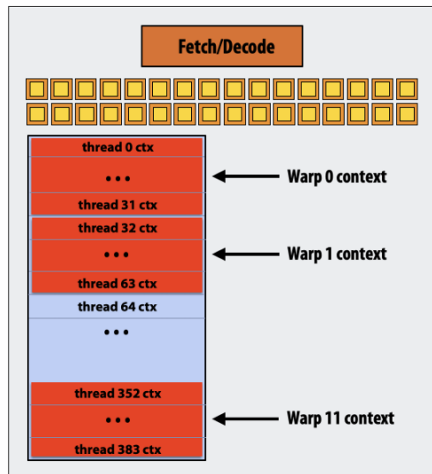 Fetch/Decode
thread 0 ctx
•••
Warp 0 context
thread 31 ctx
thread 32 ctx
•••
Warp 1 context
thread 63 ctx
thread 64 ctx
•••
thread 352 ctx
•••
Warp 11 context
thread 383 ctx